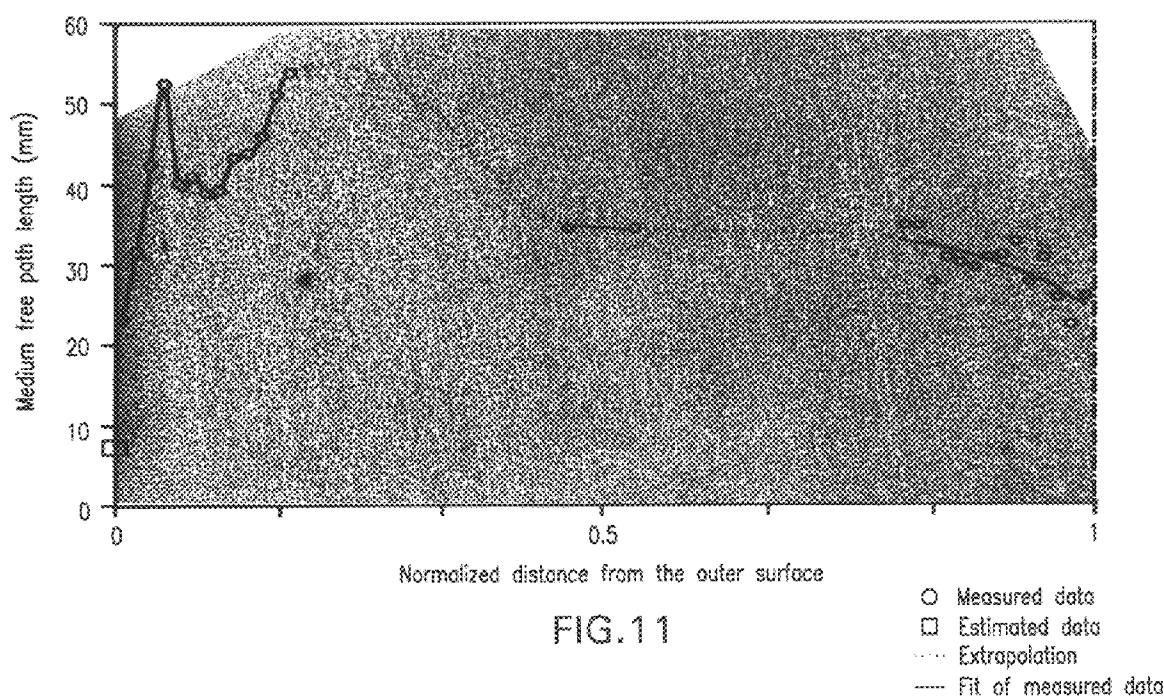 60
50
40
30
20
10
0
Medium free path length (mm)
0
0.5
1
Normalized distance from the outer surface
FIG.11
Measured data
Estimated data
Extrapolation
Fit of measured data